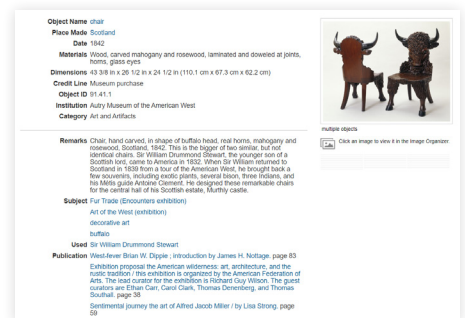 Object Name chair
Place Made Scotland
Date 1842
Materials Wood, carved mahogany and rosewood, laminated and doweled at joints,
horns, glass eyes
Dimensions 43 3/8 in x 26 1/2 in x 24 1/2 in (110.1 cm x 67.3 cm x 62.2 cm)
Credit Line Museum purchase
Object ID 91.41.1
Institution Autry Museum of the American West
Category Art and Artifacts
multiple objects
Click an image to view it in the Image Organizer
Remarks Chair, hand carved, in shape of buffalo head, real horns, mahogany and
rosewood, Scotland, 1842. This is the bigger of two similar, but not
identical chairs. Sir William Drummond Stewart, the younger son of a
Scottish lord, came to America in 1832. When Sir William returned to
Scotland in 1839 from a tour of the American West, he brought back a
few souvenirs, including exotic plants, several bison, three Indians, and
his Métis guide Antoine Clement. He designed these remarkable chairs
for the central hall of his Scottish estate, Murthly castle.
Subject Fur Trade (Encounters exhibition)
Art of the West (exhibition)
decorative art
buffalo
Used Sir William Drummond Stewart
Publication West-fever Brian W. Dippie ; introduction by James H. Nottage. page 83
Exhibition proposal the American wilderness: art, architecture, and the
rustic tradition / this exhibition is organized by the American Federation of
Arts. The lead curator for the exhibition is Richard Guy Wilson. The guest
curators are Ethan Carr, Carol Clark, Thomas Denenberg, and Thomas
Southall. page 38
Sentimental journey the art of Alfred Jacob Miller / by Lisa Strong. page
59